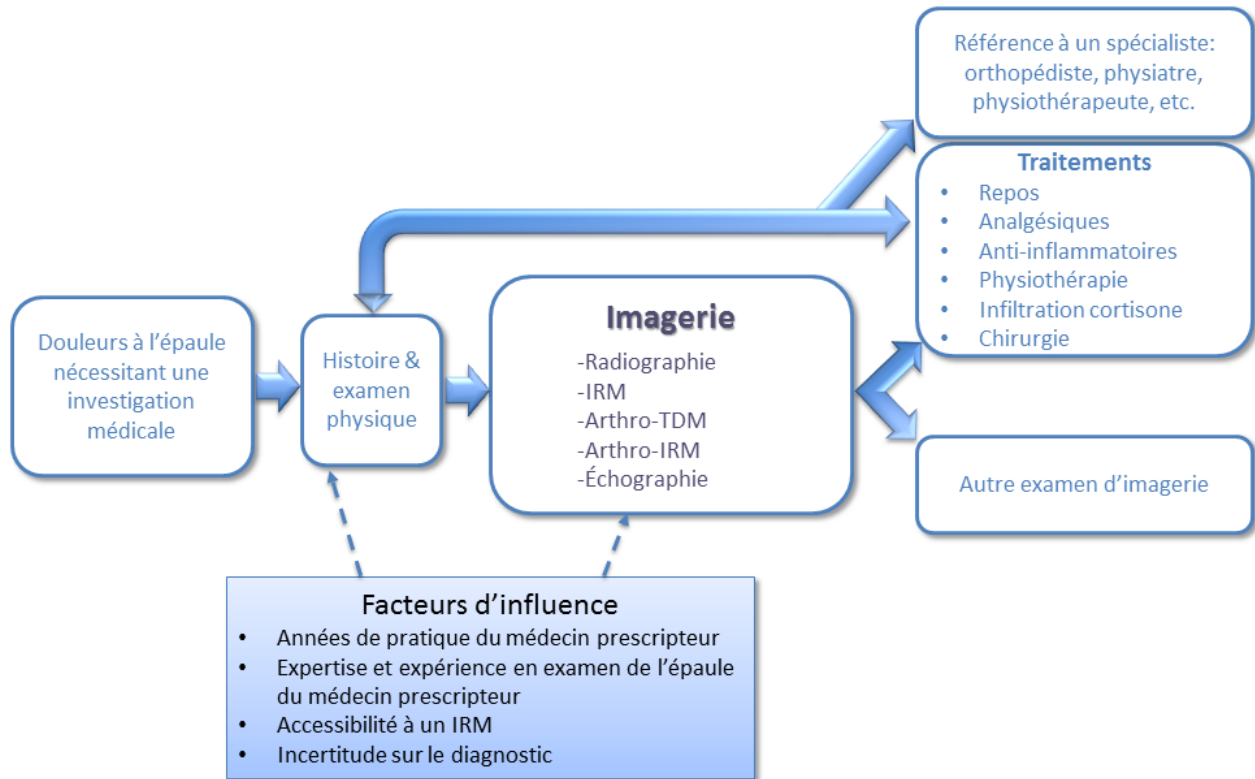 Référence à un spécialiste:
orthopédiste, physiatre,
physiothérapeute, etc.
Traitements
• Repos
• Analgésiques
• Anti-inflammatoires
• Physiothérapie
• Infiltration cortisone
• Chirurgie
Douleurs à l’épaule
nécessitant une
investigation
médicale
Histoire &
examen
physique
Imagerie
-Radiographie
-IRM
-Arthro-TDM
-Arthro-IRM
-Échographie
Autre examen d’imagerie
Facteurs d’influence
• Années de pratique du médecin prescripteur
• Expertise et expérience en examen de l’épaule
du médecin prescripteur
• Accessibilité à un IRM
• Incertitude sur le diagnostic